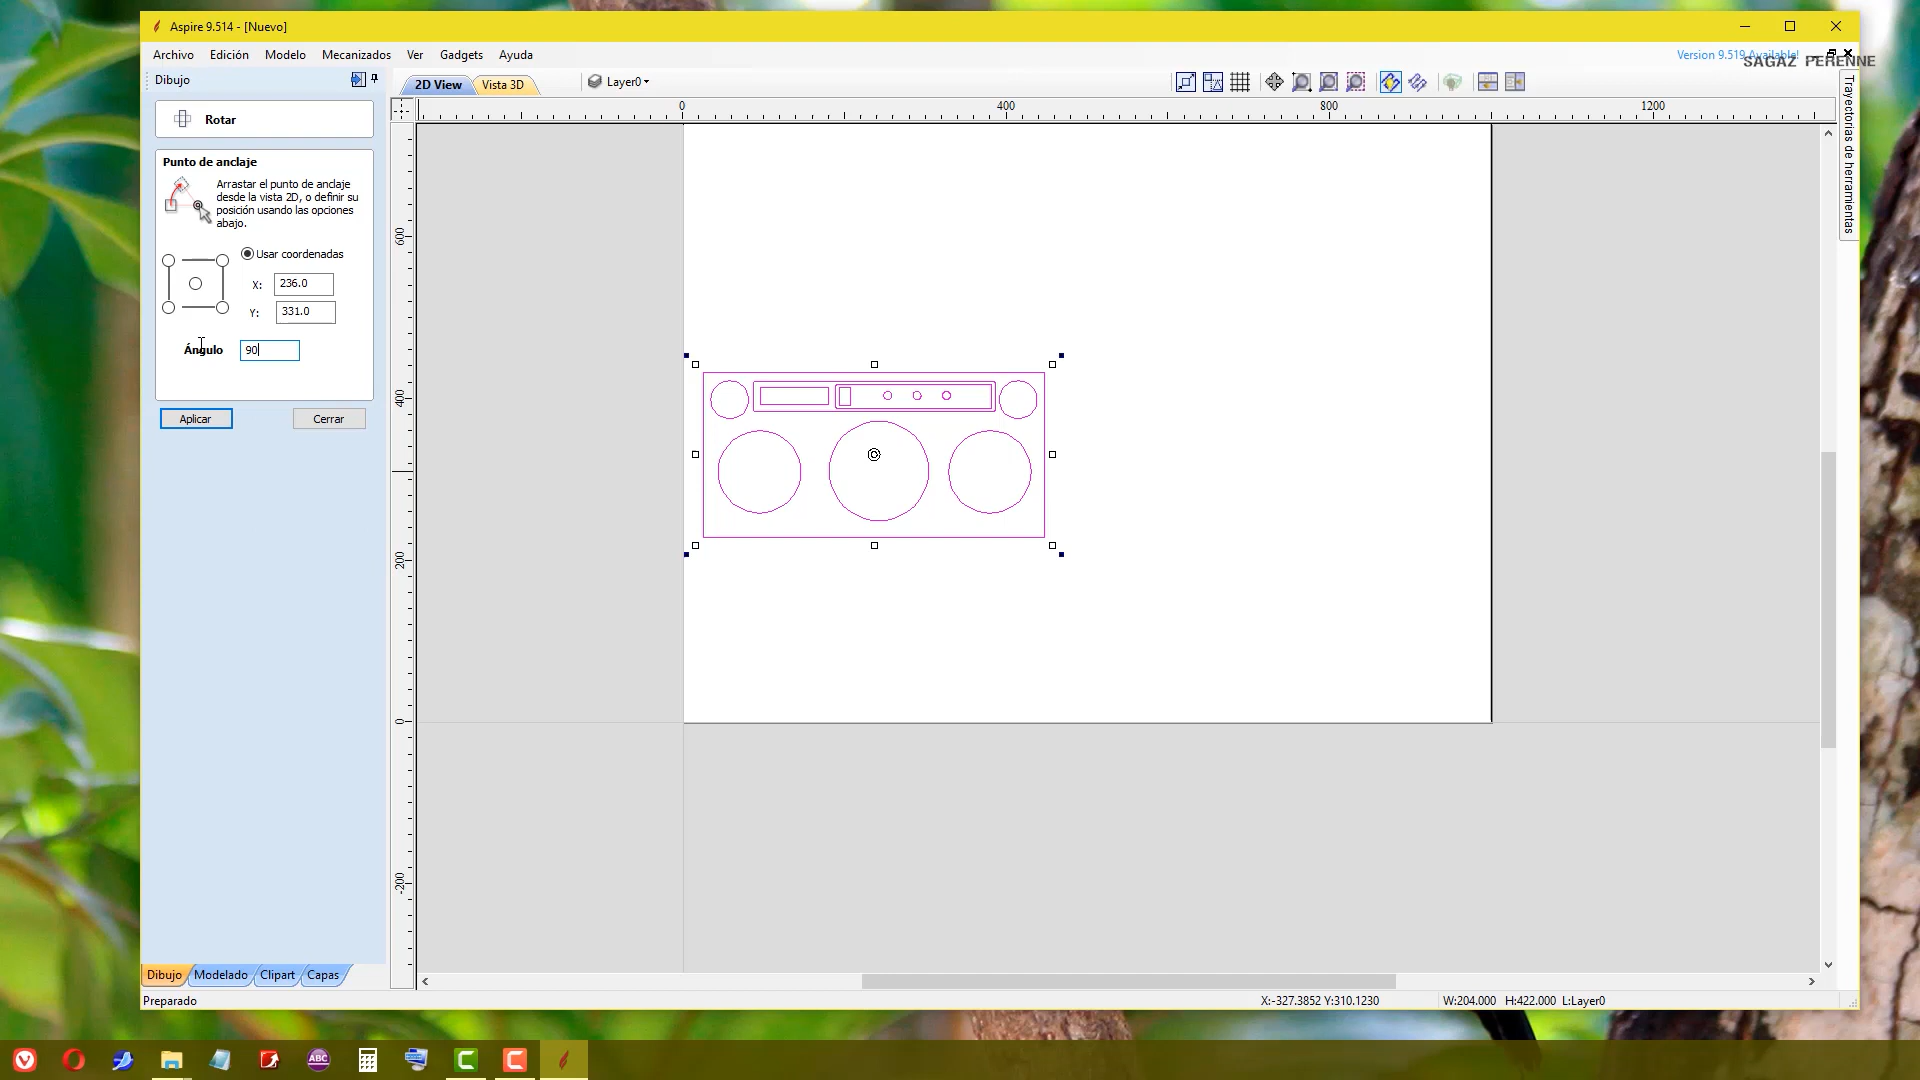 Aspire 9.514 - [Nuevo]
Archivo Edición Modelo Mecanizados Ver Gadgets Ayuda
Version 9.519 Available!
SAGAZ PERENNE
Dibujo
2D View Vista 3D Layer0
Rotar
Punto de anclaje
Arrastar el punto de anclaje
desde la vista 2D, o definir su
posición usando las opciones
abajo.
Usar coordenadas
X: 236.0
Y: 331.0
Ángulo 90
Aplicar Cerrar
0 400 800 1200
600
400
200
0
-200
Trayectorias de herramientas
Dibujo Modelado Clipart Capas
Preparado
X:-327.3852 Y:310.1230
W:204.000 H:422.000 L:Layer0
ABC